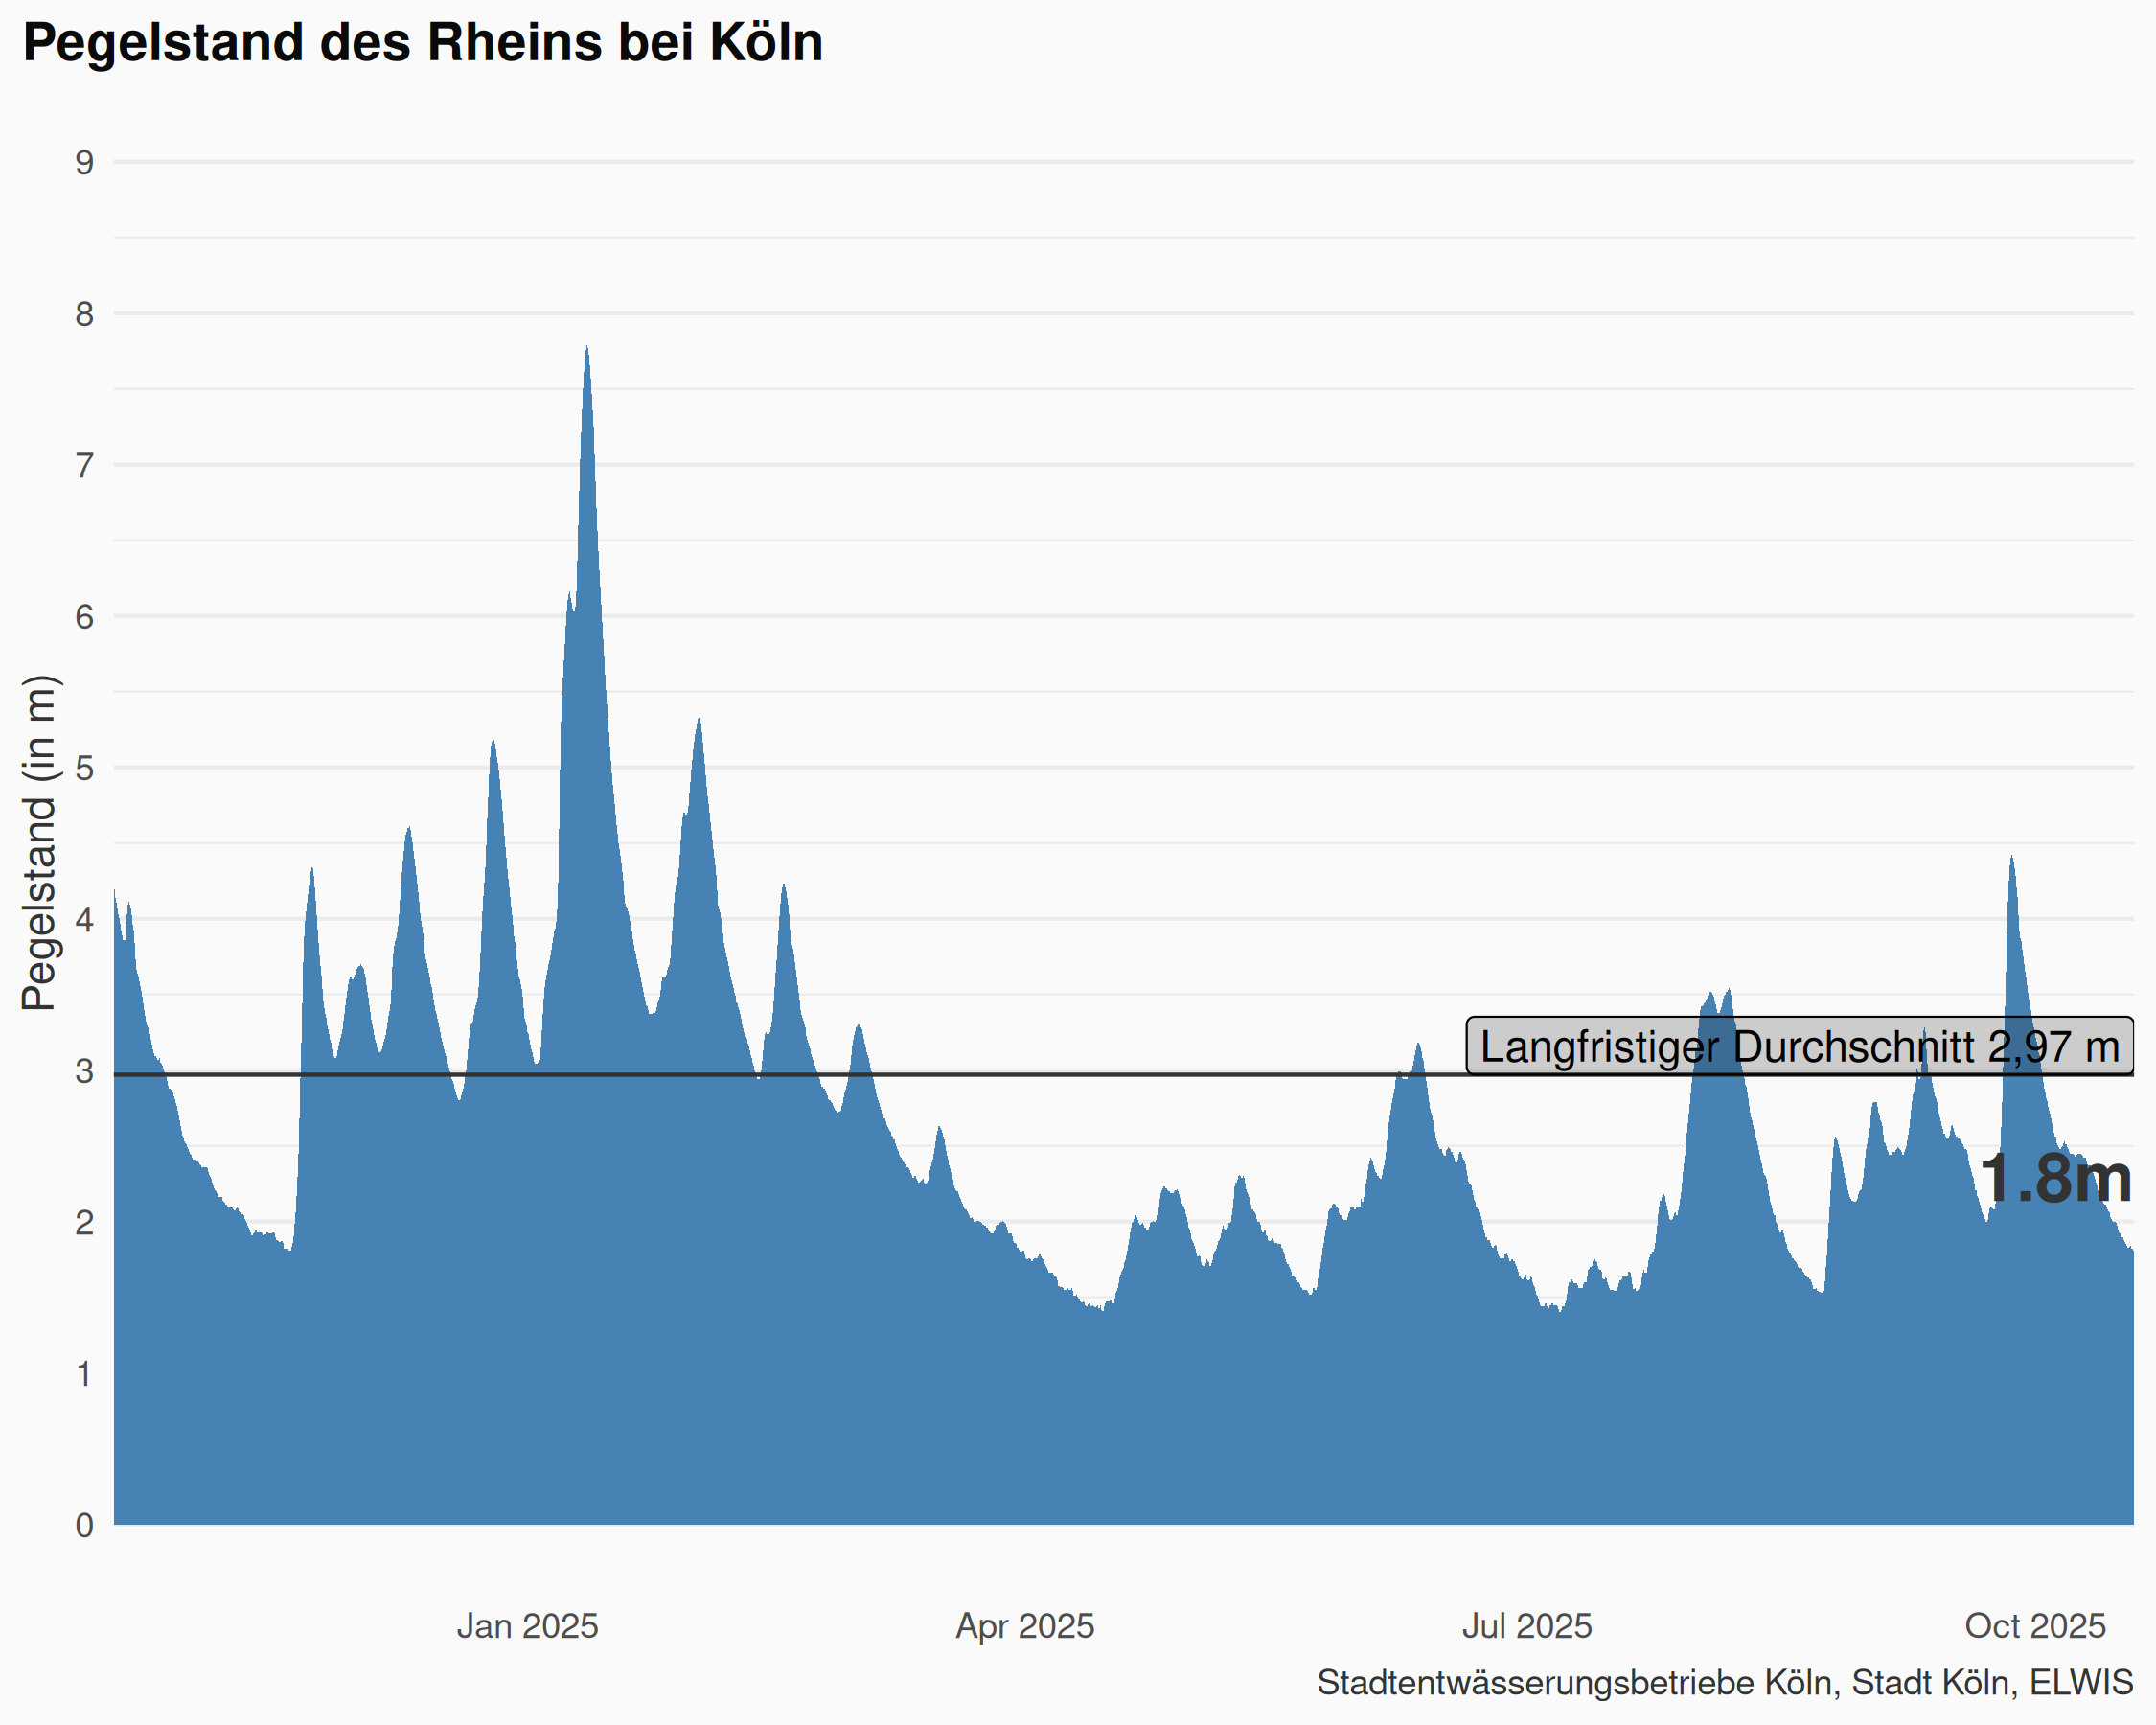 Pegelstand des Rheins bei Köln
Pegelstand (in m)
9
8
7
6
5
4
3
2
1
0
Langfristiger Durchschnitt 2,97 m
1.8m
Jan 2025
Apr 2025
Jul 2025
Oct 2025
Stadtentwässerungsbetriebe Köln, Stadt Köln, ELWIS